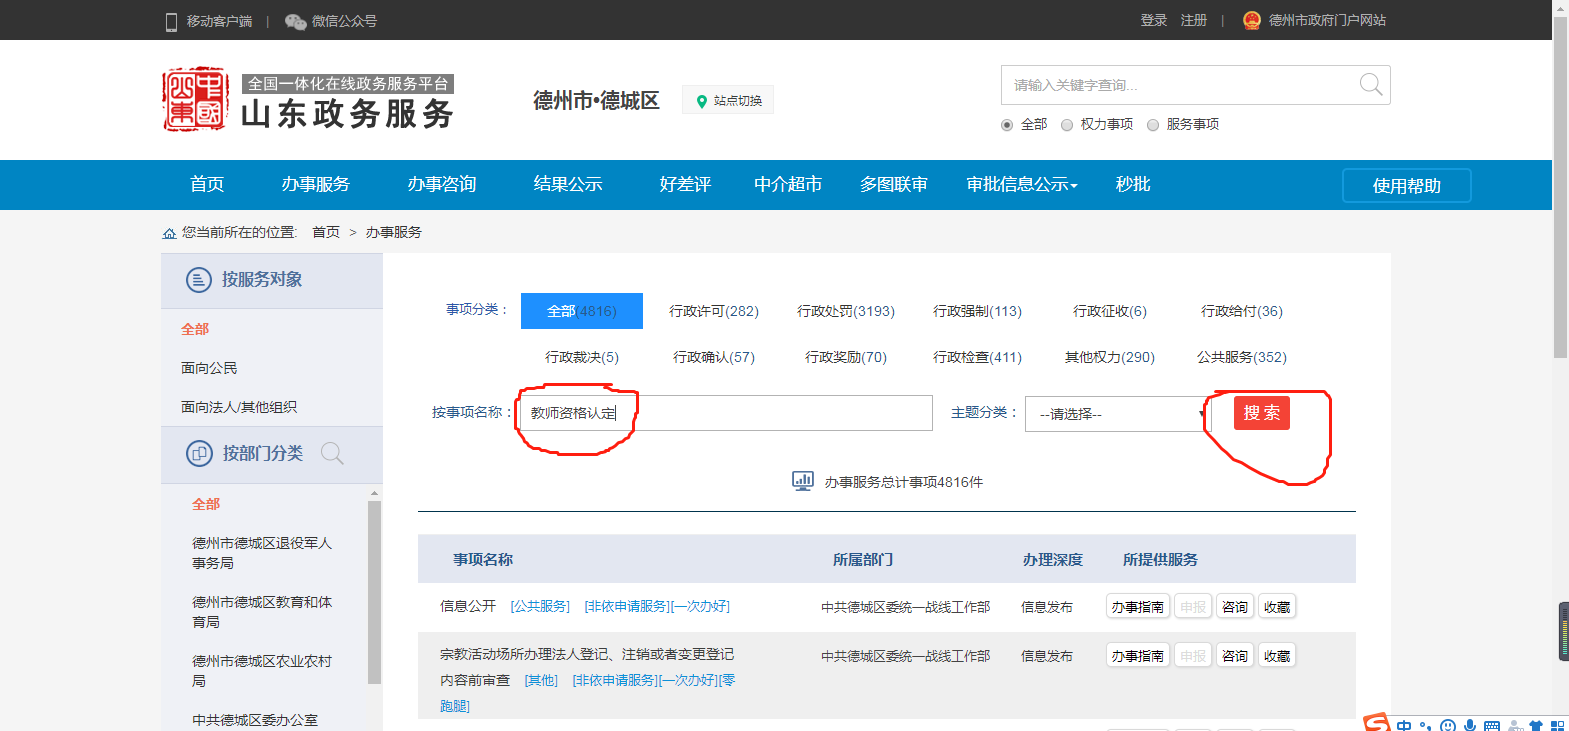 移动客户端 | 微信公众号
登录 注册 | 德州市政府门户网站
山东 中国
全国一体化在线政务服务平台
山东政务服务
德州市•德城区 站点切换
请输入关键字查询...
全部 权力事项 服务事项
首页 办事服务 办事咨询 结果公示 好差评 中介超市 多图联审 审批信息公示 秒批 使用帮助
您当前所在的位置: 首页 > 办事服务
按服务对象
全部
面向公民
面向法人/其他组织
按部门分类
全部
德州市德城区退役军人
事务局
德州市德城区教育和体
育局
德州市德城区农业农村
局
中共德城区委办公室
事项分类： 全部(4816) 行政许可(282) 行政处罚(3193) 行政强制(113) 行政征收(6) 行政给付(36)
行政裁决(5) 行政确认(57) 行政奖励(70) 行政检查(411) 其他权力(290) 公共服务(352)
按事项名称： 教师资格认定 主题分类： --请选择-- 搜 索
办事服务总计事项4816件
事项名称 所属部门 办理深度 所提供服务
信息公开 [公共服务] [非依申请服务][一次办好] 中共德城区委统一战线工作部 信息发布 办事指南 申报 咨询 收藏
宗教活动场所办理法人登记、注销或者变更登记
内容前审查 [其他] [非依申请服务][一次办好][零
跑腿]
中共德城区委统一战线工作部 信息发布 办事指南 申报 咨询 收藏
中